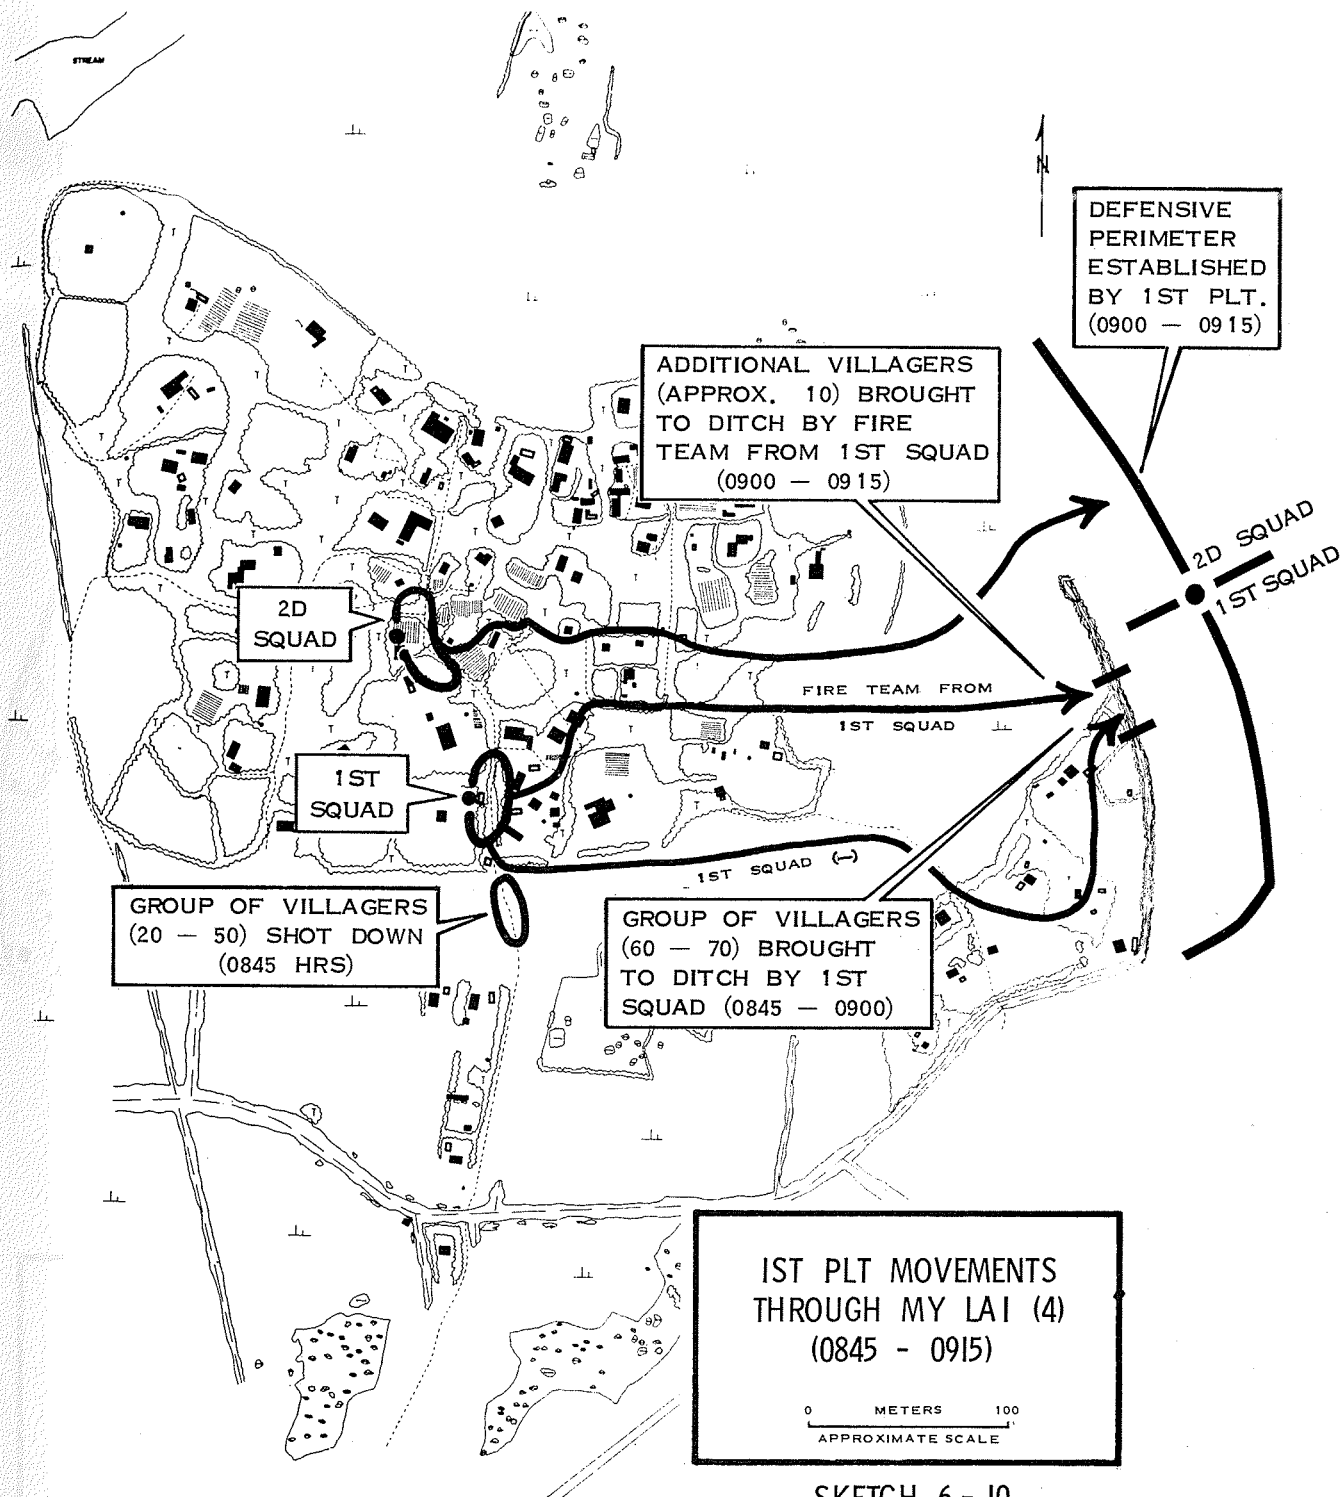 STREAM
N
DEFENSIVE
PERIMETER
ESTABLISHED
BY 1ST PLT.
(0900 — 0915)
ADDITIONAL VILLAGERS
(APPROX. 10) BROUGHT
TO DITCH BY FIRE
TEAM FROM 1ST SQUAD
(0900 — 0915)
2D SQUAD
1ST SQUAD
2D
SQUAD
FIRE TEAM FROM
1ST SQUAD
1ST
SQUAD
1ST SQUAD (—)
GROUP OF VILLAGERS
(20 — 50) SHOT DOWN
(0845 HRS)
GROUP OF VILLAGERS
(60 — 70) BROUGHT
TO DITCH BY 1ST
SQUAD (0845 — 0900)
1ST PLT MOVEMENTS
THROUGH MY LAI (4)
(0845 - 0915)
0 METERS 100
APPROXIMATE SCALE
SKETCH 6-10